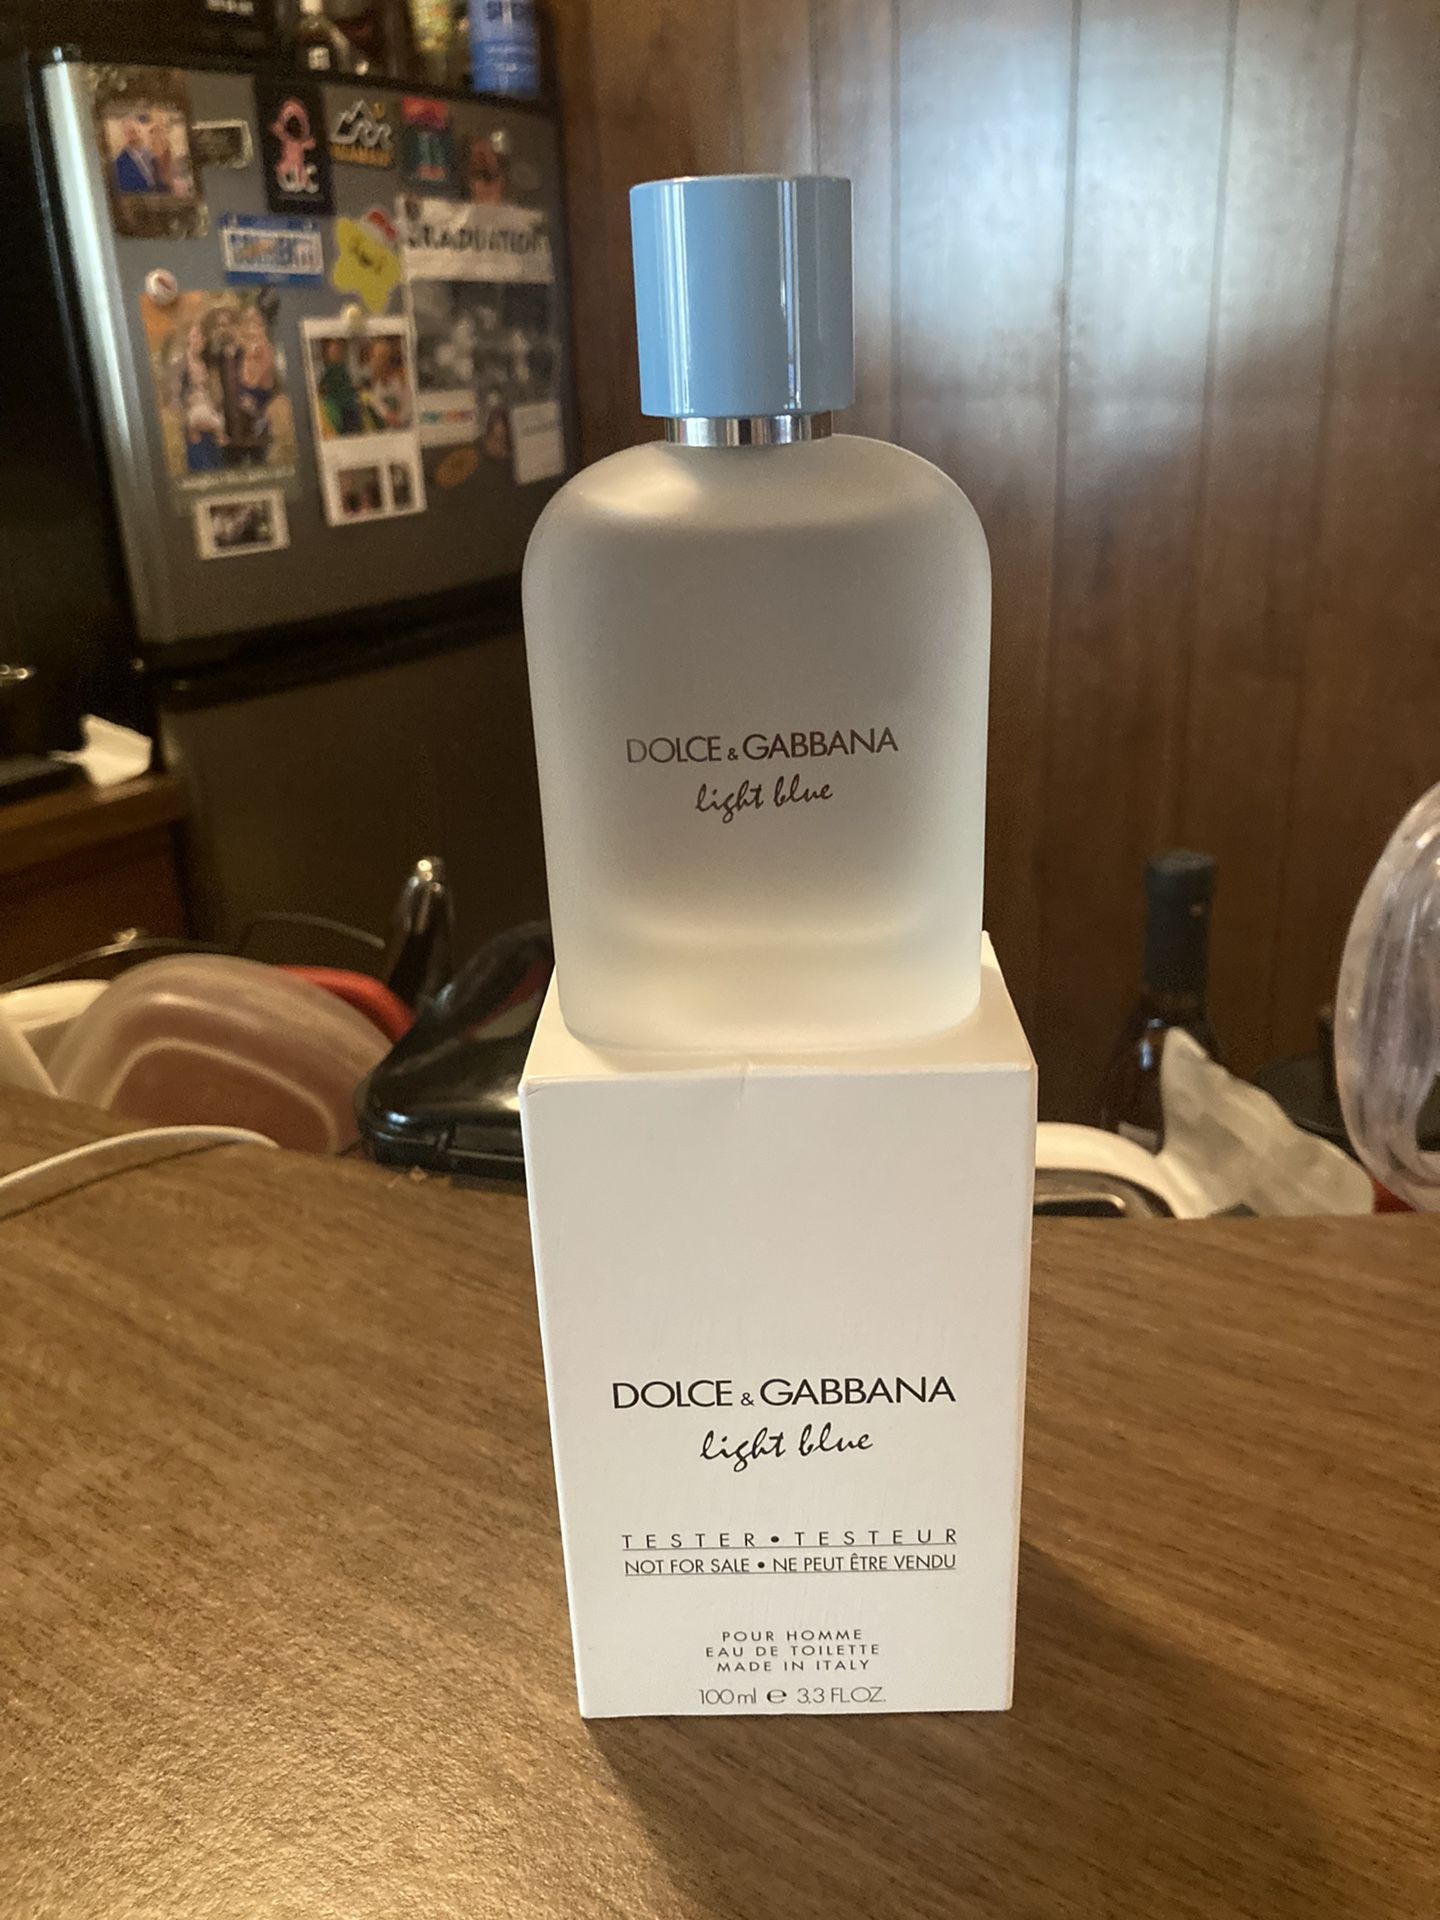 GRADUATION
DOLCE & GABBANA
light blue
DOLCE & GABBANA
light blue
TESTER • TESTEUR
NOT FOR SALE • NE PEUT ÊTRE VENDU
POUR HOMME
EAU DE TOILETTE
MADE IN ITALY
100 ml e 3.3 FL.OZ.